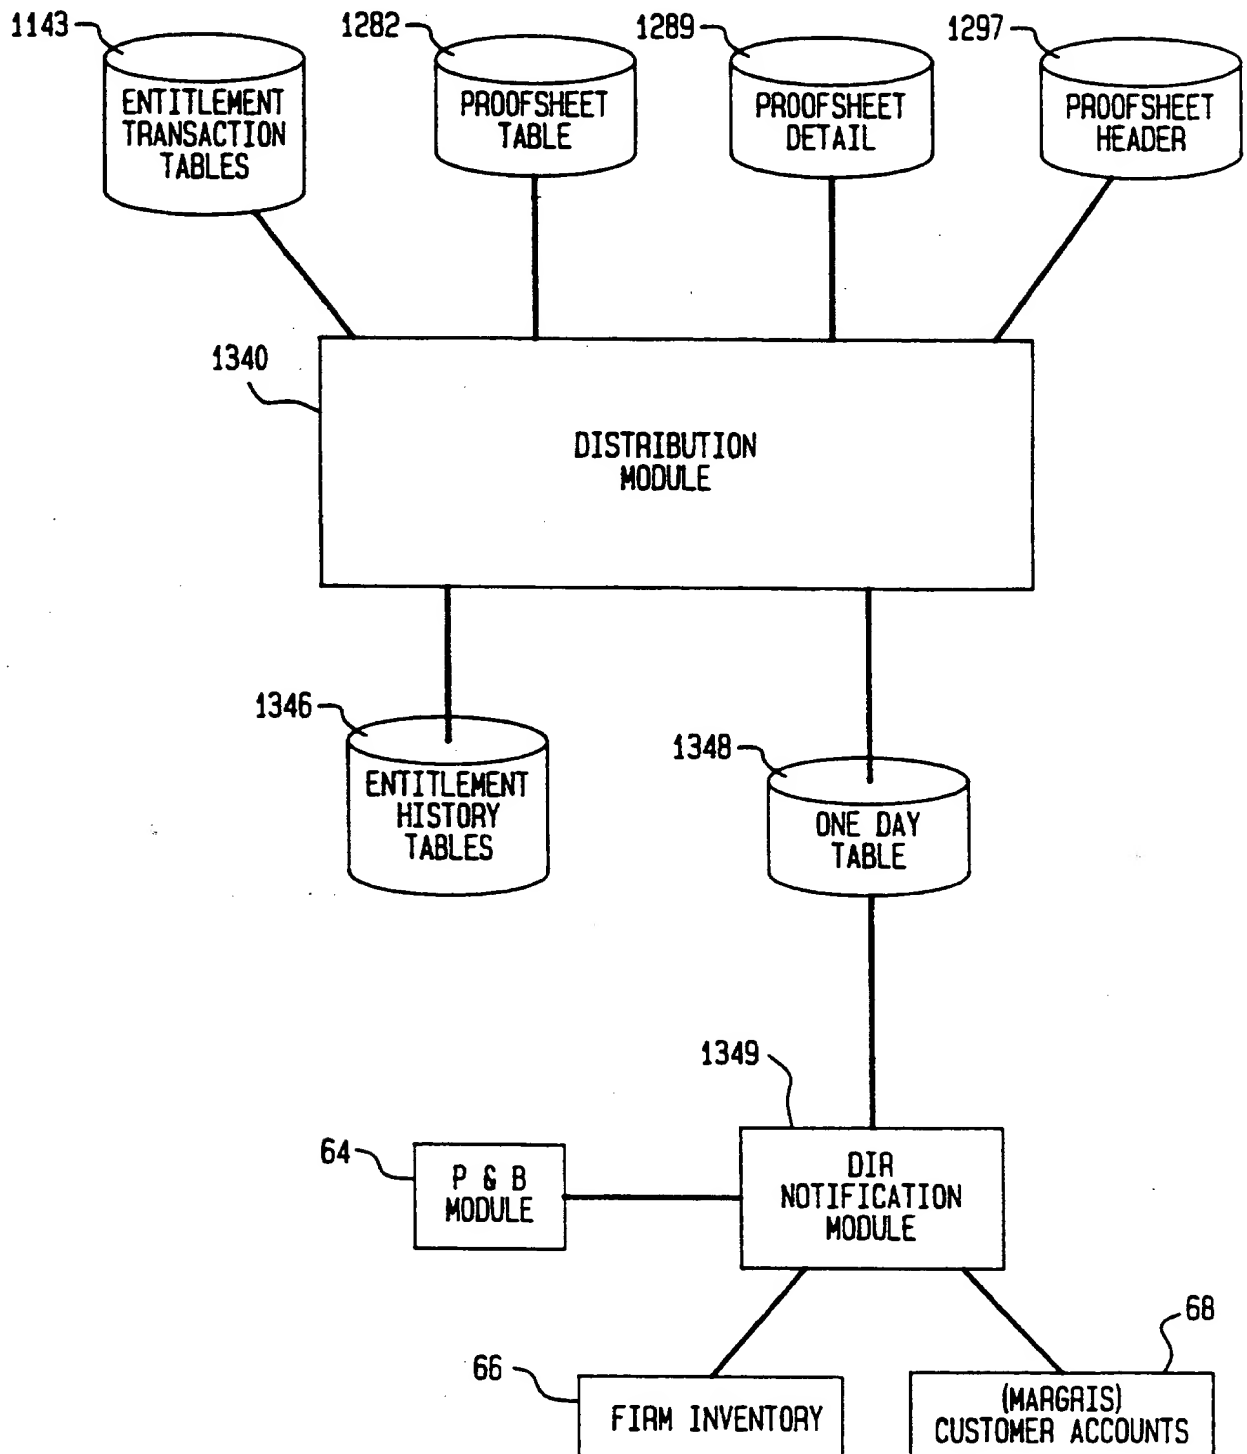 1143
1282
1289
1297
ENTITLEMENT
TRANSACTION
TABLES
PROOFSHEET
TABLE
PROOFSHEET
DETAIL
PROOFSHEET
HEADER
1340
DISTRIBUTION
MODULE
1346
ENTITLEMENT
HISTORY
TABLES
1348
ONE DAY
TABLE
1349
DIR
NOTIFICATION
MODULE
64
P & B
MODULE
66
FIRM INVENTORY
68
(MARGRIS)
CUSTOMER ACCOUNTS